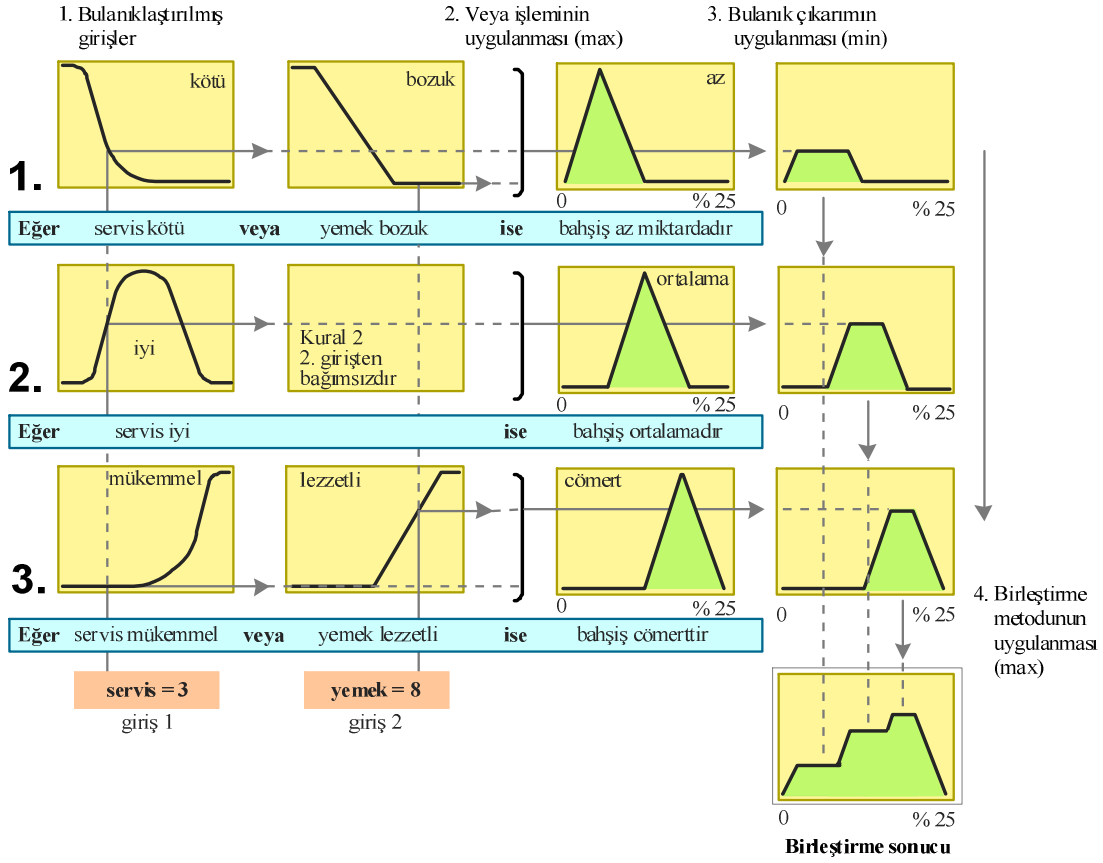 1. Bulanıklaştırılmış
girişler
2. Veya işleminin
uygulanması (max)
3. Bulanık çıkarımın
uygulanması (min)
kötü
bozuk
az
1.
0
% 25
0
% 25
Eğer servis kötü veya yemek bozuk ise bahşiş az miktardadır
iyi
Kural 2
2. girişten
bağımsızdır
ortalama
2.
0
% 25
0
% 25
Eğer servis iyi ise bahşiş ortalamadır
mükemmel
lezzetli
cömert
3.
0
% 25
0
% 25
Eğer servis mükemmel veya yemek lezzetli ise bahşiş cömerttir
4. Birleştirme
metodunun
uygulanması
(max)
servis = 3
yemek = 8
giriş 1
giriş 2
0
% 25
Birleştirme sonucu